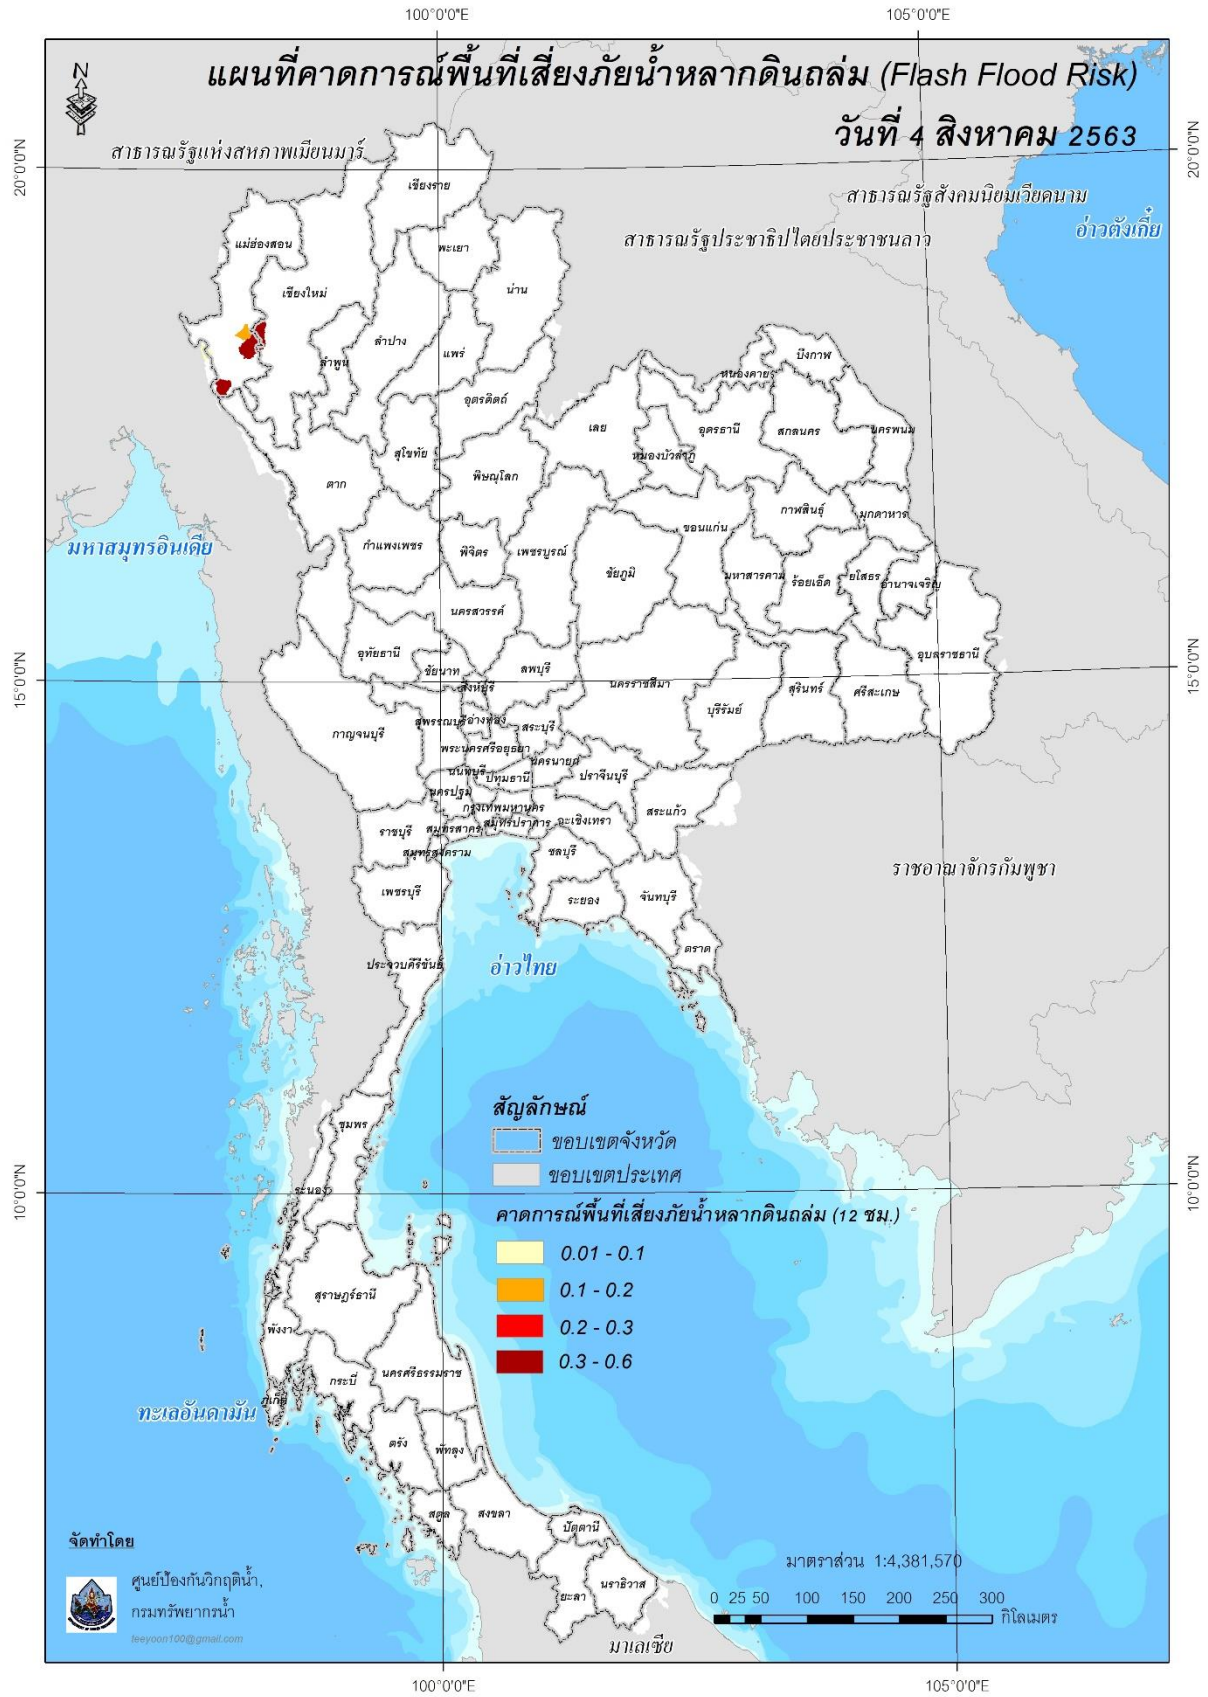 100°0'0"E
105°0'0"E
แผนที่คาดการณ์พื้นที่เสี่ยงภัยน้ำหลากดินถล่ม (Flash Flood Risk)
วันที่ 4 สิงหาคม 2563
N
20°0'0"N
20°0'0"N
สาธารณรัฐแห่งสหภาพเมียนมาร์
สาธารณรัฐสังคมนิยมเวียดนาม
สาธารณรัฐประชาธิปไตยประชาชนลาว
อ่าวตังเกี๋ย
เชียงราย
แม่ฮ่องสอน
พะเยา
เชียงใหม่
น่าน
ลำปาง
แพร่
ลำพูน
บึงกาฬ
หนองคาย
อุตรดิตถ์
เลย
อุดรธานี
สกลนคร
นครพนม
สุโขทัย
หนองบัวลำภู
ตาก
พิษณุโลก
กาฬสินธุ์
มุกดาหาร
ขอนแก่น
มหาสมุทรอินเดีย
กำแพงเพชร
พิจิตร
เพชรบูรณ์
ชัยภูมิ
มหาสารคาม
ร้อยเอ็ด
ยโสธร
อำนาจเจริญ
นครสวรรค์
อุทัยธานี
ชัยนาท
ลพบุรี
อุบลราชธานี
15°0'0"N
15°0'0"N
สิงห์บุรี
นครราชสีมา
สุรินทร์
ศรีสะเกษ
บุรีรัมย์
สุพรรณบุรี
อ่างทอง
สระบุรี
กาญจนบุรี
พระนครศรีอยุธยา
นครนายก
นนทบุรี
ปทุมธานี
ปราจีนบุรี
นครปฐม
กรุงเทพมหานคร
สระแก้ว
ราชบุรี
สมุทรสาคร
สมุทรปราการ
ฉะเชิงเทรา
สมุทรสงคราม
ชลบุรี
ราชอาณาจักรกัมพูชา
เพชรบุรี
ระยอง
จันทบุรี
ตราด
ประจวบคีรีขันธ์
อ่าวไทย
สัญลักษณ์
ขอบเขตจังหวัด
ขอบเขตประเทศ
คาดการณ์พื้นที่เสี่ยงภัยน้ำหลากดินถล่ม (12 ชม.)
0.01 - 0.1
0.1 - 0.2
0.2 - 0.3
0.3 - 0.6
ชุมพร
ระนอง
10°0'0"N
10°0'0"N
สุราษฎร์ธานี
พังงา
กระบี่
นครศรีธรรมราช
ภูเก็ต
ทะเลอันดามัน
ตรัง
พัทลุง
สตูล
สงขลา
ปัตตานี
ยะลา
นราธิวาส
มาเลเซีย
จัดทำโดย
ศูนย์ป้องกันวิกฤติน้ำ,
กรมทรัพยากรน้ำ
teeyoon100@gmail.com
มาตราส่วน 1:4,381,570
0 25 50 100 150 200 250 300
กิโลเมตร
100°0'0"E
105°0'0"E